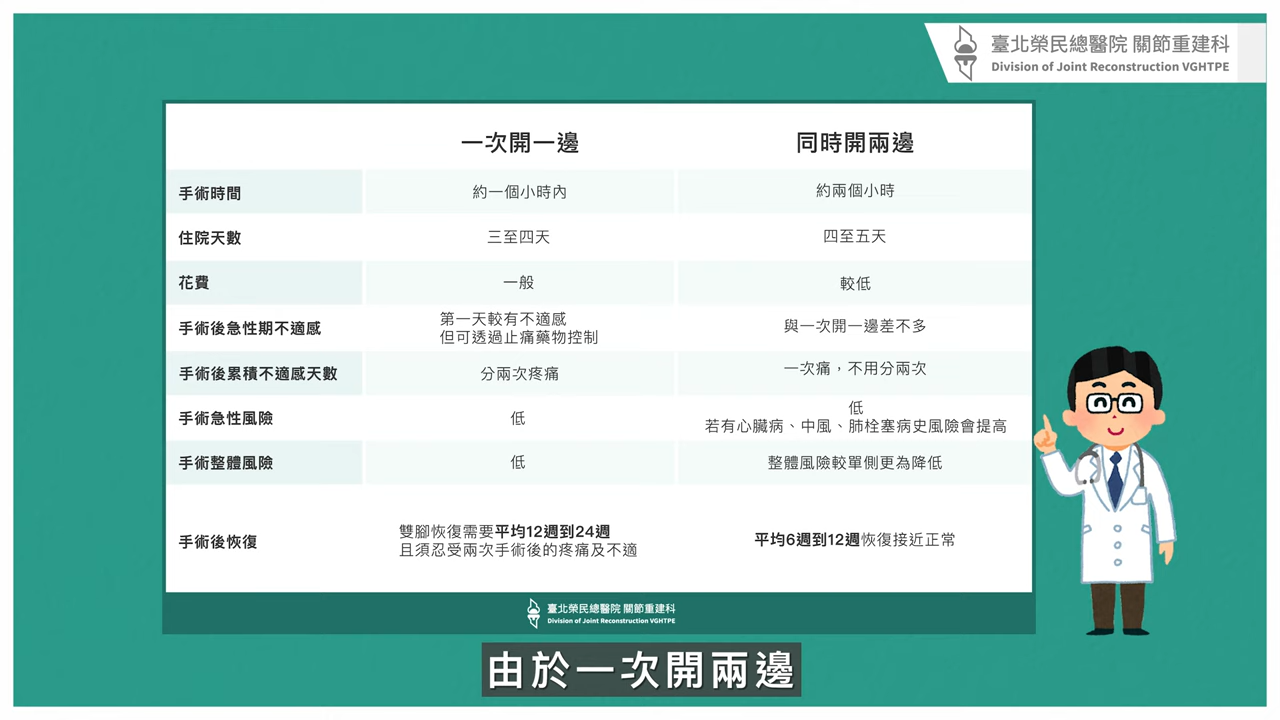 臺北榮民總醫院 關節重建科
Division of Joint Reconstruction VGHTPE
一次開一邊
同時開兩邊
手術時間
約一個小時內
約兩個小時
住院天數
三至四天
四至五天
花費
一般
較低
手術後急性期不適感
第一天較有不適感
但可透過止痛藥物控制
與一次開一邊差不多
手術後累積不適感天數
分兩次疼痛
一次痛，不用分兩次
手術急性風險
低
低
若有心臟病、中風、肺栓塞病史風險會提高
手術整體風險
低
整體風險較單側更為降低
手術後恢復
雙腳恢復需要平均12週到24週
且須忍受兩次手術後的疼痛及不適
平均6週到12週恢復接近正常
臺北榮民總醫院 關節重建科
Division of Joint Reconstruction VGHTPE
由於一次開兩邊